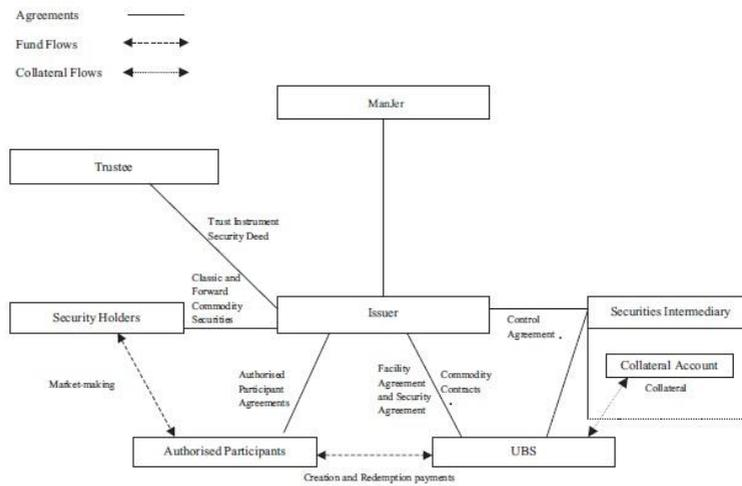 Agreements
Fund Flows
Collateral Flows
ManJer
Trustee
Trust Instrument
Security Deed
Classic and
Forward
Commodity
Securities
Security Holders
Issuer
Securities Intermediary
Control
Agreement
Collateral Account
Collateral
Market-making
Authorised
Participant
Agreements
Facility
Agreement
and Security
Agreement
Commodity
Contracts
Authorised Participants
UBS
Creation and Redemption payments